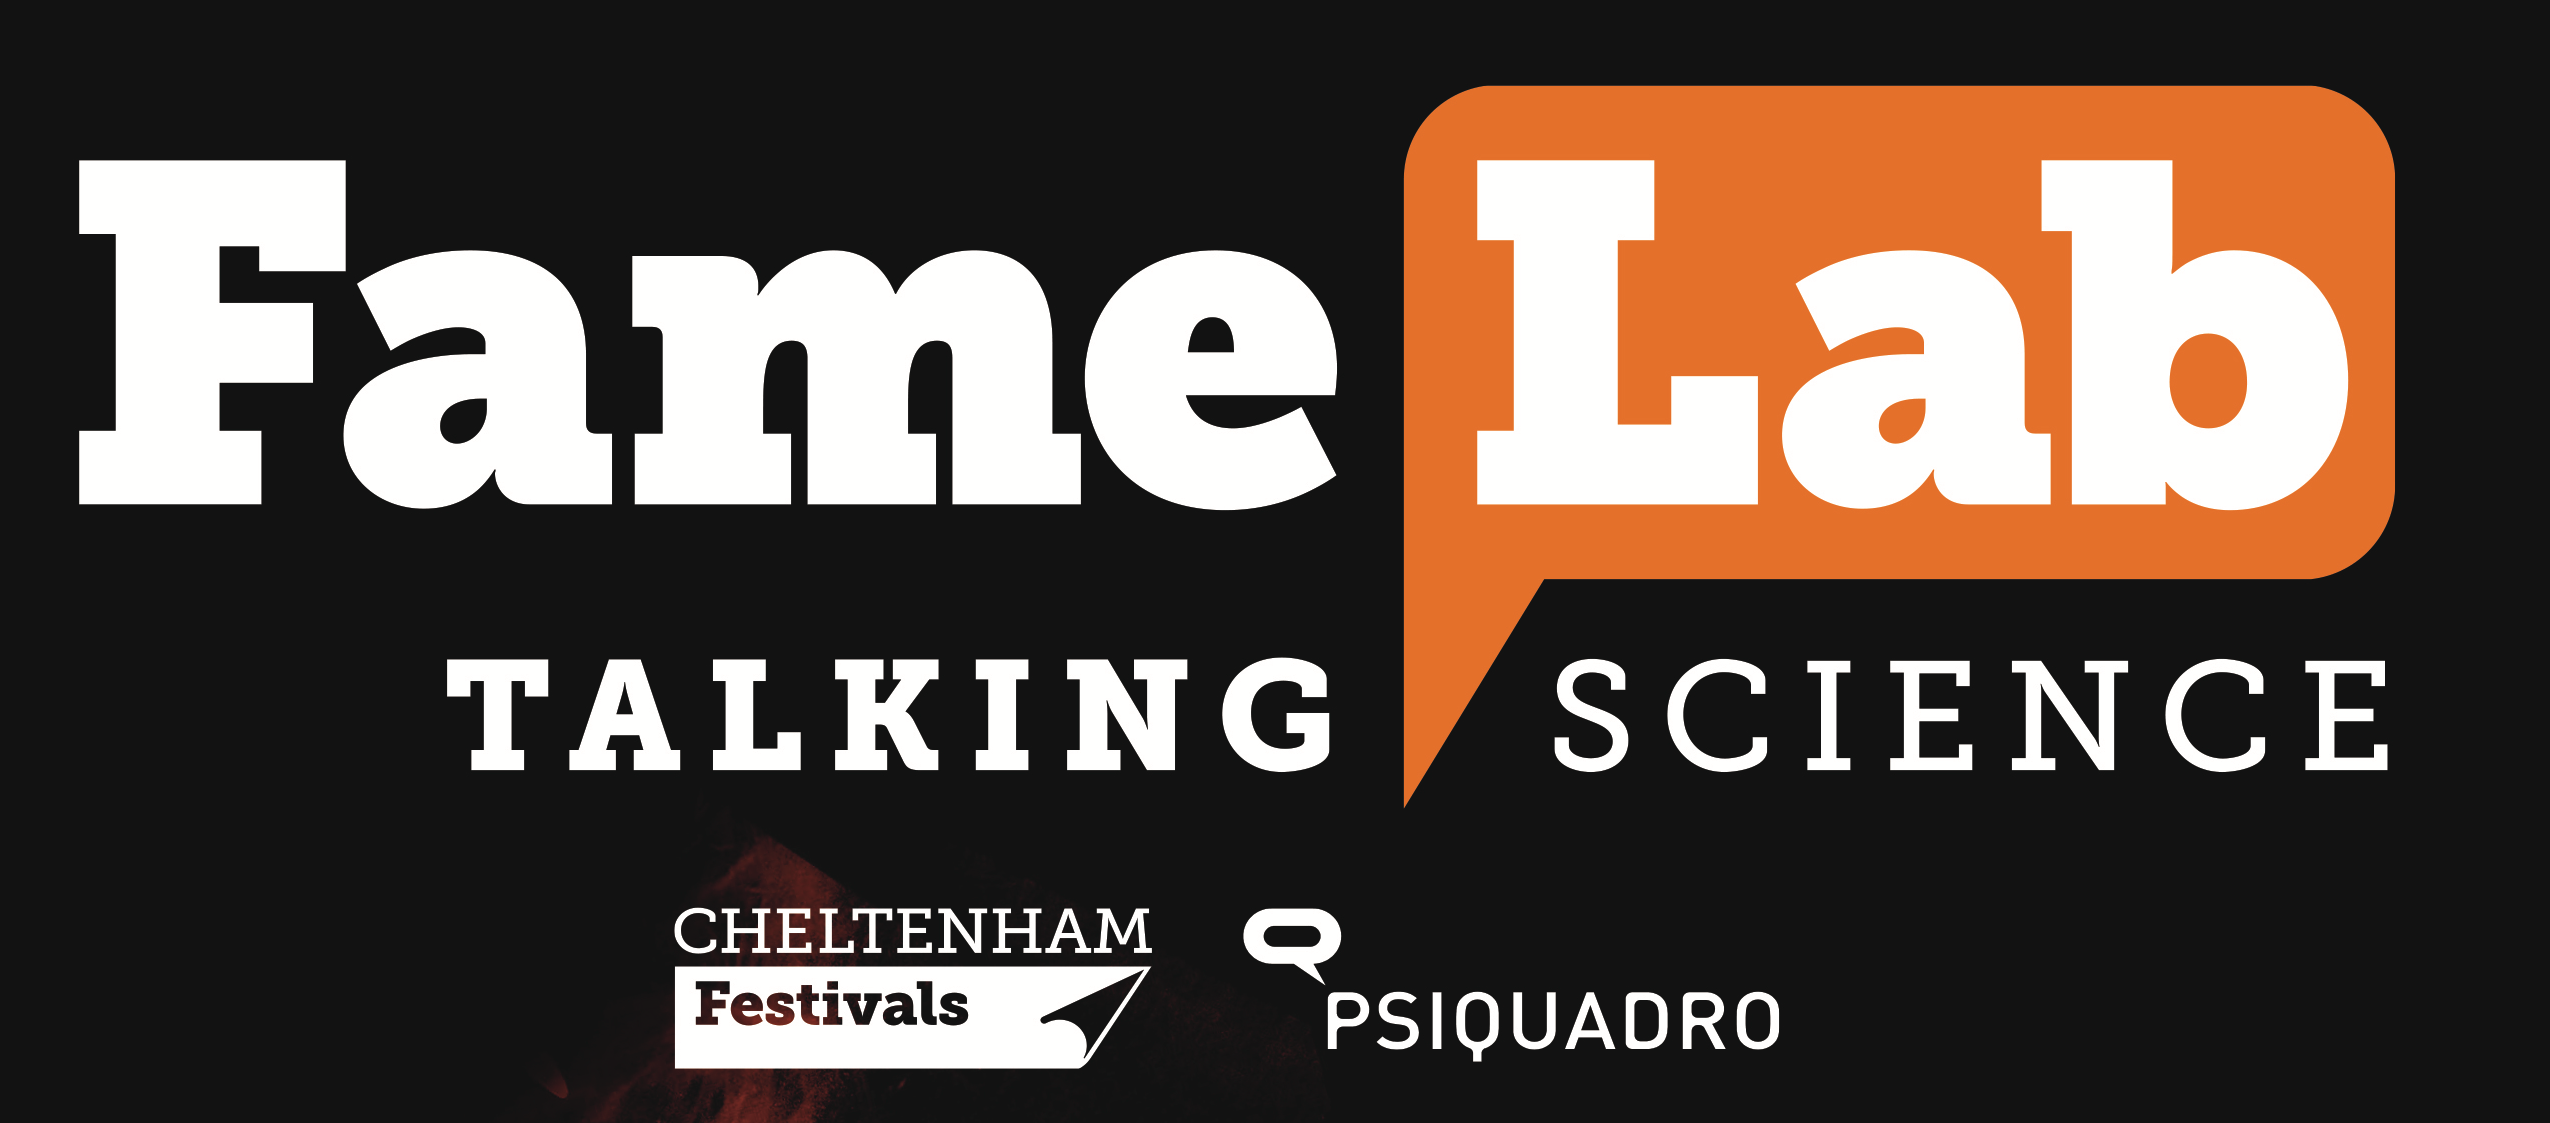 FameLab
TALKING SCIENCE
CHELTENHAM
Festivals
PSIQUADRO